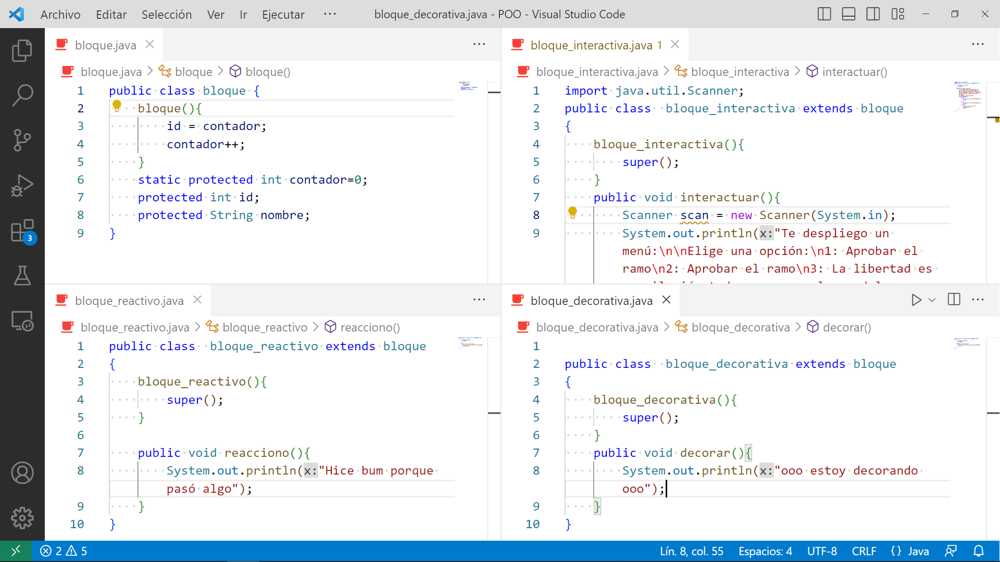 Archivo Editar Selección Ver Ir Ejecutar ··· bloque_decorativa.java - POO - Visual Studio Code
bloque.java
bloque.java > bloque > bloque()
1 public class bloque {
2 bloque(){
3 id = contador;
4 contador++;
5 }
6 static protected int contador=0;
7 protected int id;
8 protected String nombre;
9 }
bloque_interactiva.java 1
bloque_interactiva.java > bloque_interactiva > interactuar()
1 import java.util.Scanner;
2 public class bloque_interactiva extends bloque
3 {
4 bloque_interactiva(){
5 super();
6 }
7 public void interactuar(){
8 Scanner scan = new Scanner(System.in);
9 System.out.println(x:"Te despliego un
menú:\n\nElige una opción:\n1: Aprobar el
ramo\n2: Aprobar el ramo\n3: La libertad es
bloque_reactivo.java
bloque_reactivo.java > bloque_reactivo > reacciono()
1 public class bloque_reactivo extends bloque
2 {
3 bloque_reactivo(){
4 super();
5 }
6
7 public void reacciono(){
8 System.out.println(x:"Hice bum porque
pasó algo");
9 }
10 }
bloque_decorativa.java
bloque_decorativa.java > bloque_decorativa > decorar()
1
2 public class bloque_decorativa extends bloque
3 {
4 bloque_decorativa(){
5 super();
6 }
7 public void decorar(){
8 System.out.println(x:"ooo estoy decorando
ooo");
9 }
10 }
3
2 5 Lín. 8, col. 55 Espacios: 4 UTF-8 CRLF {} Java